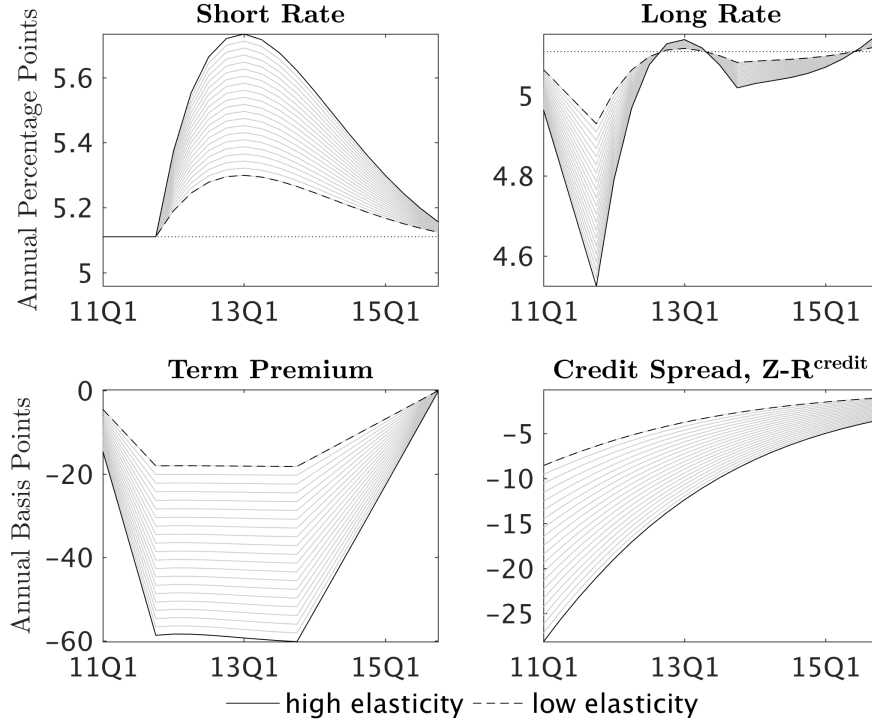 Short Rate
Long Rate
Annual Percentage Points
5.6
5.4
5.2
5
11Q1
13Q1
15Q1
5
4.8
4.6
11Q1
13Q1
15Q1
Term Premium
Credit Spread, Z-R^credit
Annual Basis Points
0
−20
−40
−60
11Q1
13Q1
15Q1
−5
−10
−15
−20
−25
11Q1
13Q1
15Q1
high elasticity
low elasticity